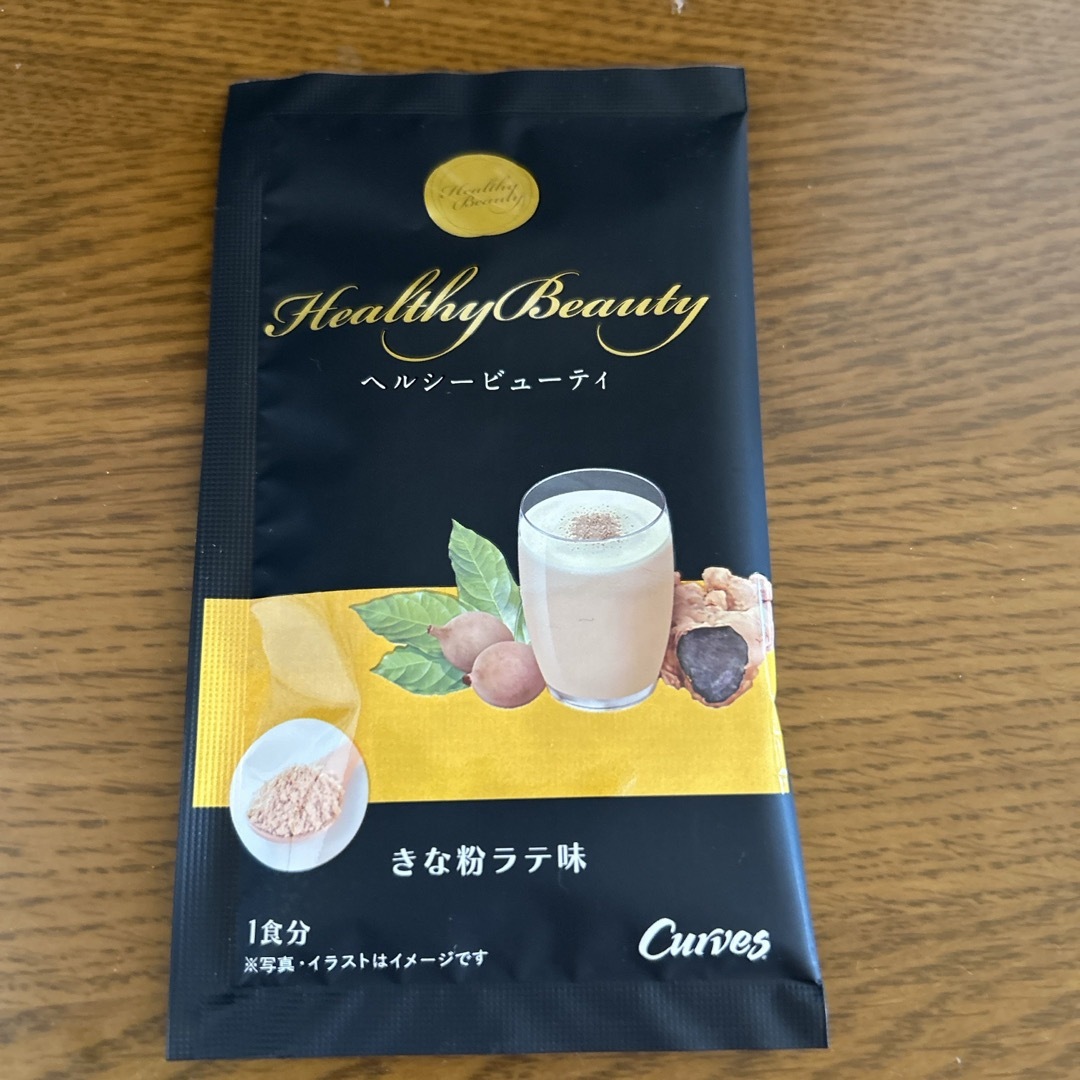 Healthy
Beauty
Healthy Beauty
ヘルシービューティ
きな粉ラテ味
1食分
※写真・イラストはイメージです
Curves